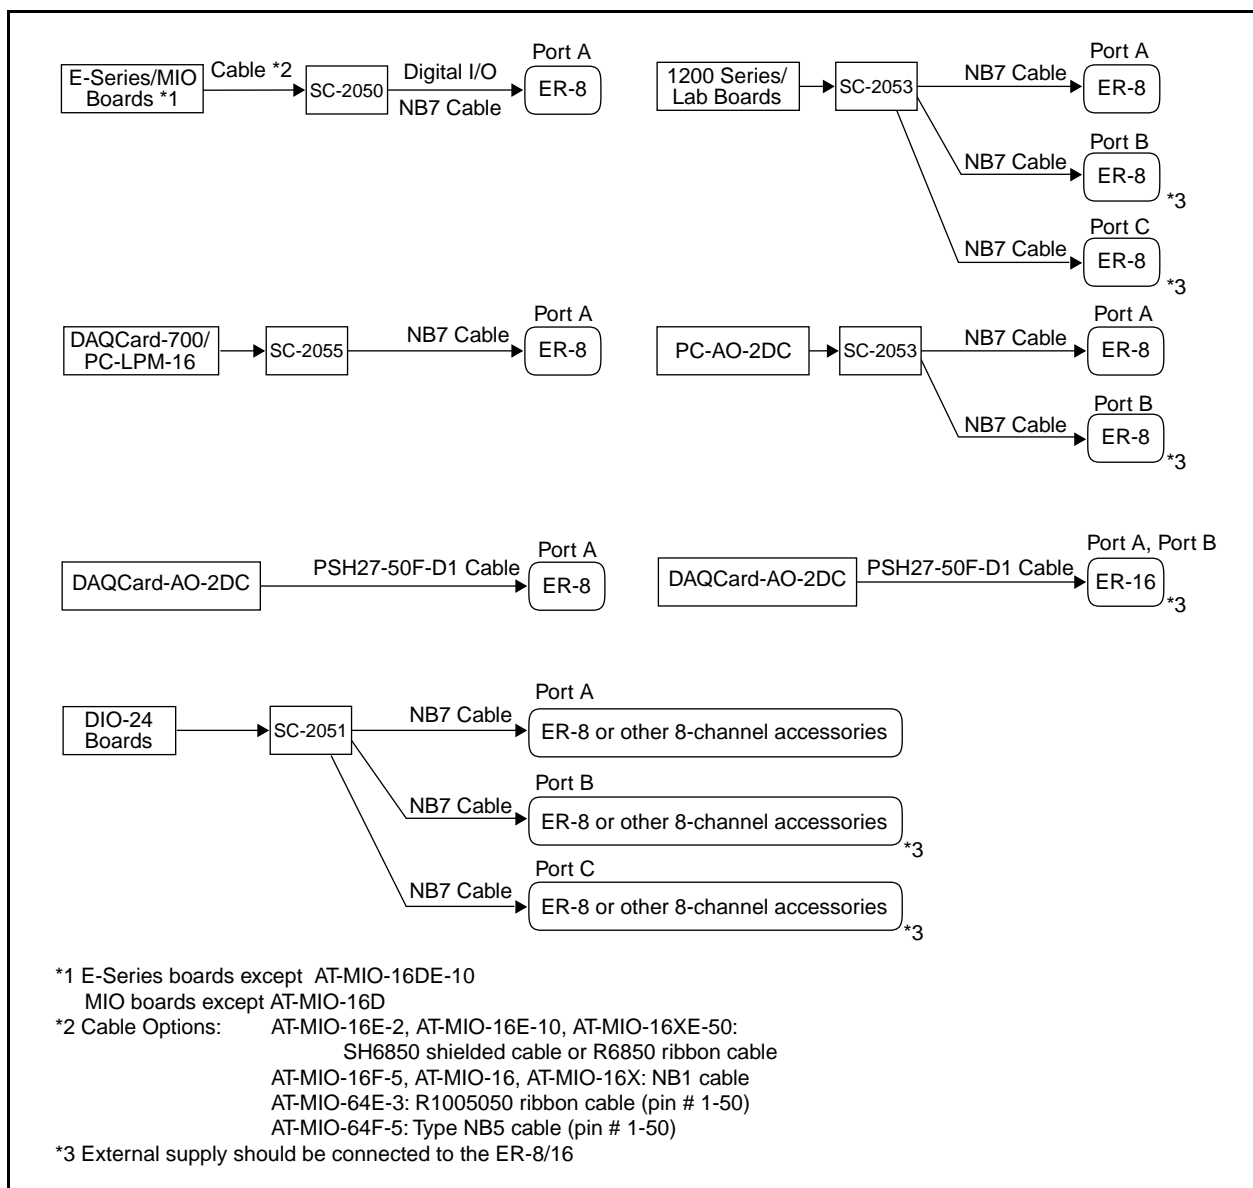 E-Series/MIO
Boards *1
Cable *2
SC-2050
Digital I/O
NB7 Cable
Port A
ER-8
1200 Series/
Lab Boards
SC-2053
NB7 Cable
Port A
ER-8
NB7 Cable
Port B
ER-8
*3
NB7 Cable
Port C
ER-8
*3
DAQCard-700/
PC-LPM-16
SC-2055
NB7 Cable
Port A
ER-8
PC-AO-2DC
SC-2053
NB7 Cable
Port A
ER-8
NB7 Cable
Port B
ER-8
*3
DAQCard-AO-2DC
PSH27-50F-D1 Cable
Port A
ER-8
DAQCard-AO-2DC
PSH27-50F-D1 Cable
Port A, Port B
ER-16
*3
DIO-24
Boards
SC-2051
NB7 Cable
Port A
ER-8 or other 8-channel accessories
NB7 Cable
Port B
ER-8 or other 8-channel accessories
*3
NB7 Cable
Port C
ER-8 or other 8-channel accessories
*3
*1 E-Series boards except AT-MIO-16DE-10
MIO boards except AT-MIO-16D
*2 Cable Options: AT-MIO-16E-2, AT-MIO-16E-10, AT-MIO-16XE-50:
SH6850 shielded cable or R6850 ribbon cable
AT-MIO-16F-5, AT-MIO-16, AT-MIO-16X: NB1 cable
AT-MIO-64E-3: R1005050 ribbon cable (pin # 1-50)
AT-MIO-64F-5: Type NB5 cable (pin # 1-50)
*3 External supply should be connected to the ER-8/16